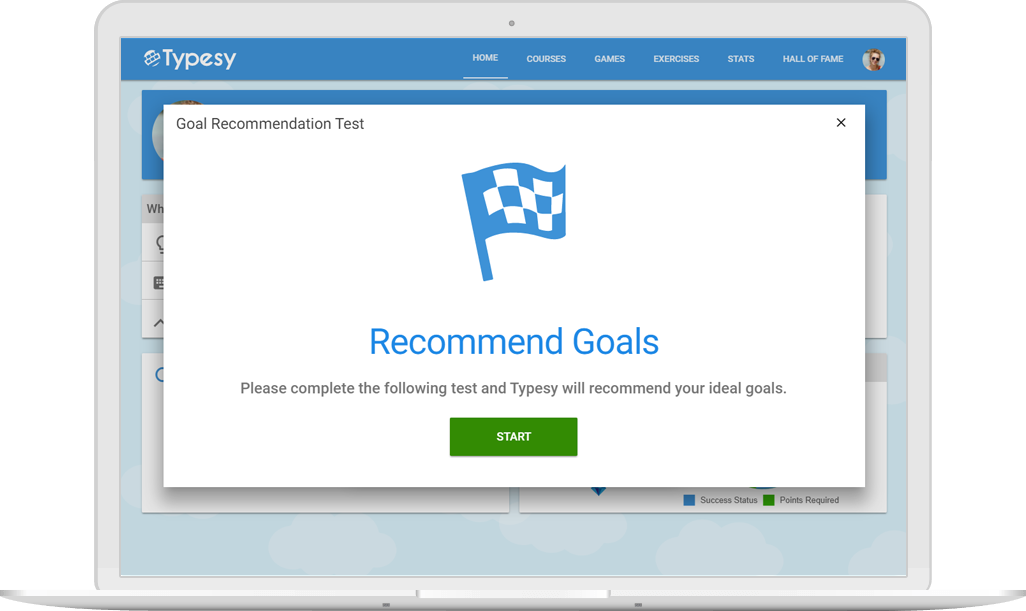 Typesy
HOME
COURSES
GAMES
EXERCISES
STATS
HALL OF FAME
Goal Recommendation Test
Wh
Recommend Goals
Please complete the following test and Typesy will recommend your ideal goals.
START
Success Status
Points Required